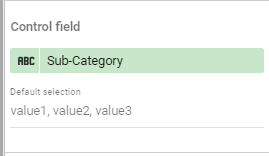 Control field
ABC Sub-Category
Default selection
value1, value2, value3